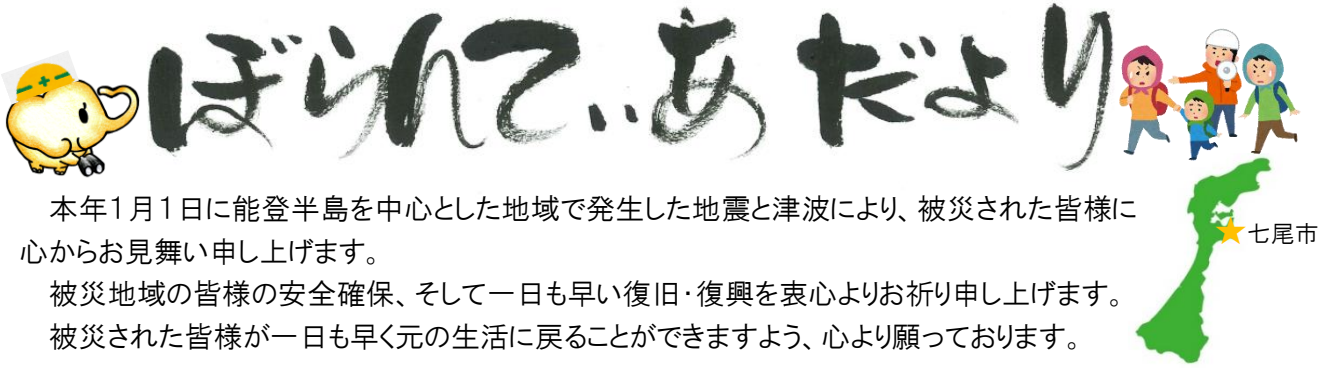 ぼられてぃあだより
本年1月1日に能登半島を中心とした地域で発生した地震と津波により、被災された皆様に
心からお見舞い申し上げます。
七尾市
被災地域の皆様の安全確保、そして一日も早い復旧・復興を衷心よりお祈り申し上げます。
被災された皆様が一日も早く元の生活に戻ることができますよう、心より願っております。